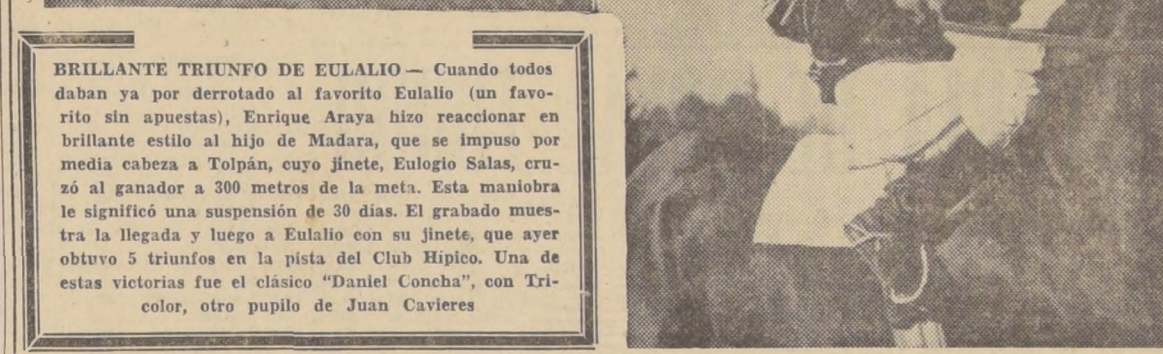 BRILLANTE TRIUNFO DE EULALIO — Cuando todos
daban ya por derrotado al favorito Eulalio (un favo-
rito sin apuestas), Enrique Araya hizo reaccionar en
brillante estilo al hijo de Madara, que se impuso por
media cabeza a Tolpán, cuyo jinete, Eulogio Salas, cru-
zó al ganador a 300 metros de la meta. Esta maniobra
le significó una suspensión de 30 días. El grabado mues-
tra la llegada y luego a Eulalio con su jinete, que ayer
obtuvo 5 triunfos en la pista del Club Hípico. Una de
estas victorias fue el clásico “Daniel Concha”, con Tri-
color, otro pupilo de Juan Cavieres